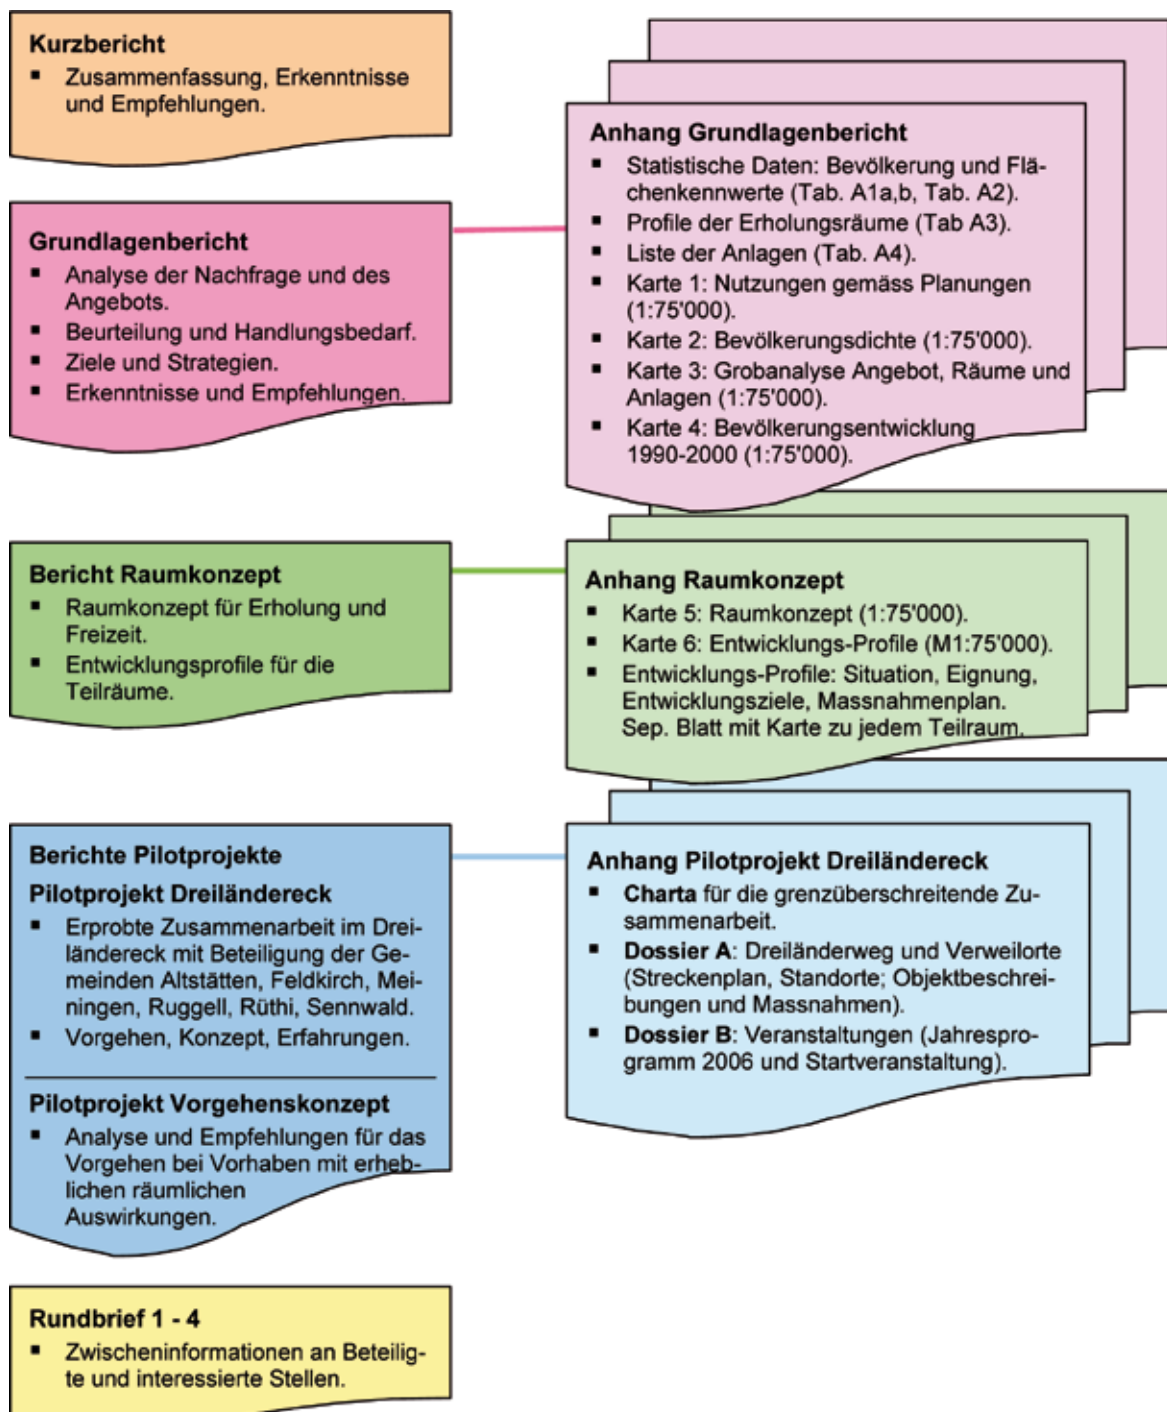 Kurzbericht
▪ Zusammenfassung, Erkenntnisse
und Empfehlungen.
Grundlagenbericht
▪ Analyse der Nachfrage und des
Angebots.
▪ Beurteilung und Handlungsbedarf.
▪ Ziele und Strategien.
▪ Erkenntnisse und Empfehlungen.
Anhang Grundlagenbericht
▪ Statistische Daten: Bevölkerung und Flä-
chenkennwerte (Tab. A1a,b, Tab. A2).
▪ Profile der Erholungsräume (Tab A3).
▪ Liste der Anlagen (Tab. A4).
▪ Karte 1: Nutzungen gemäss Planungen
(1:75'000).
▪ Karte 2: Bevölkerungsdichte (1:75'000).
▪ Karte 3: Grobanalyse Angebot, Räume und
Anlagen (1:75'000).
▪ Karte 4: Bevölkerungsentwicklung
1990-2000 (1:75'000).
Bericht Raumkonzept
▪ Raumkonzept für Erholung und
Freizeit.
▪ Entwicklungsprofile für die
Teilräume.
Anhang Raumkonzept
▪ Karte 5: Raumkonzept (1:75'000).
▪ Karte 6: Entwicklungs-Profile (M1:75'000).
▪ Entwicklungs-Profile: Situation, Eignung,
Entwicklungsziele, Massnahmenplan.
Sep. Blatt mit Karte zu jedem Teilraum.
Berichte Pilotprojekte
Pilotprojekt Dreiländereck
▪ Erprobte Zusammenarbeit im Drei-
ländereck mit Beteiligung der Ge-
meinden Altstätten, Feldkirch, Mei-
ningen, Ruggell, Rüthi, Sennwald.
▪ Vorgehen, Konzept, Erfahrungen.
Pilotprojekt Vorgehenskonzept
▪ Analyse und Empfehlungen für das
Vorgehen bei Vorhaben mit erheb-
lichen räumlichen
Auswirkungen.
Anhang Pilotprojekt Dreiländereck
▪ Charta für die grenzüberschreitende Zu-
sammenarbeit.
▪ Dossier A: Dreiländerweg und Verweilorte
(Streckenplan, Standorte; Objektbeschrei-
bungen und Massnahmen).
▪ Dossier B: Veranstaltungen (Jahrespro-
gramm 2006 und Startveranstaltung).
Rundbrief 1 - 4
▪ Zwischeninformationen an Beteilig-
te und interessierte Stellen.